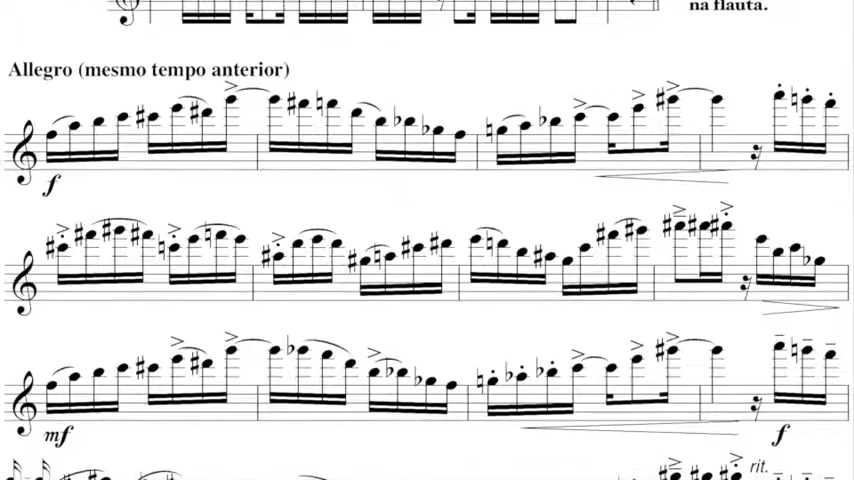 na flauta.
Allegro (mesmo tempo anterior)
f
mf
f
rit.